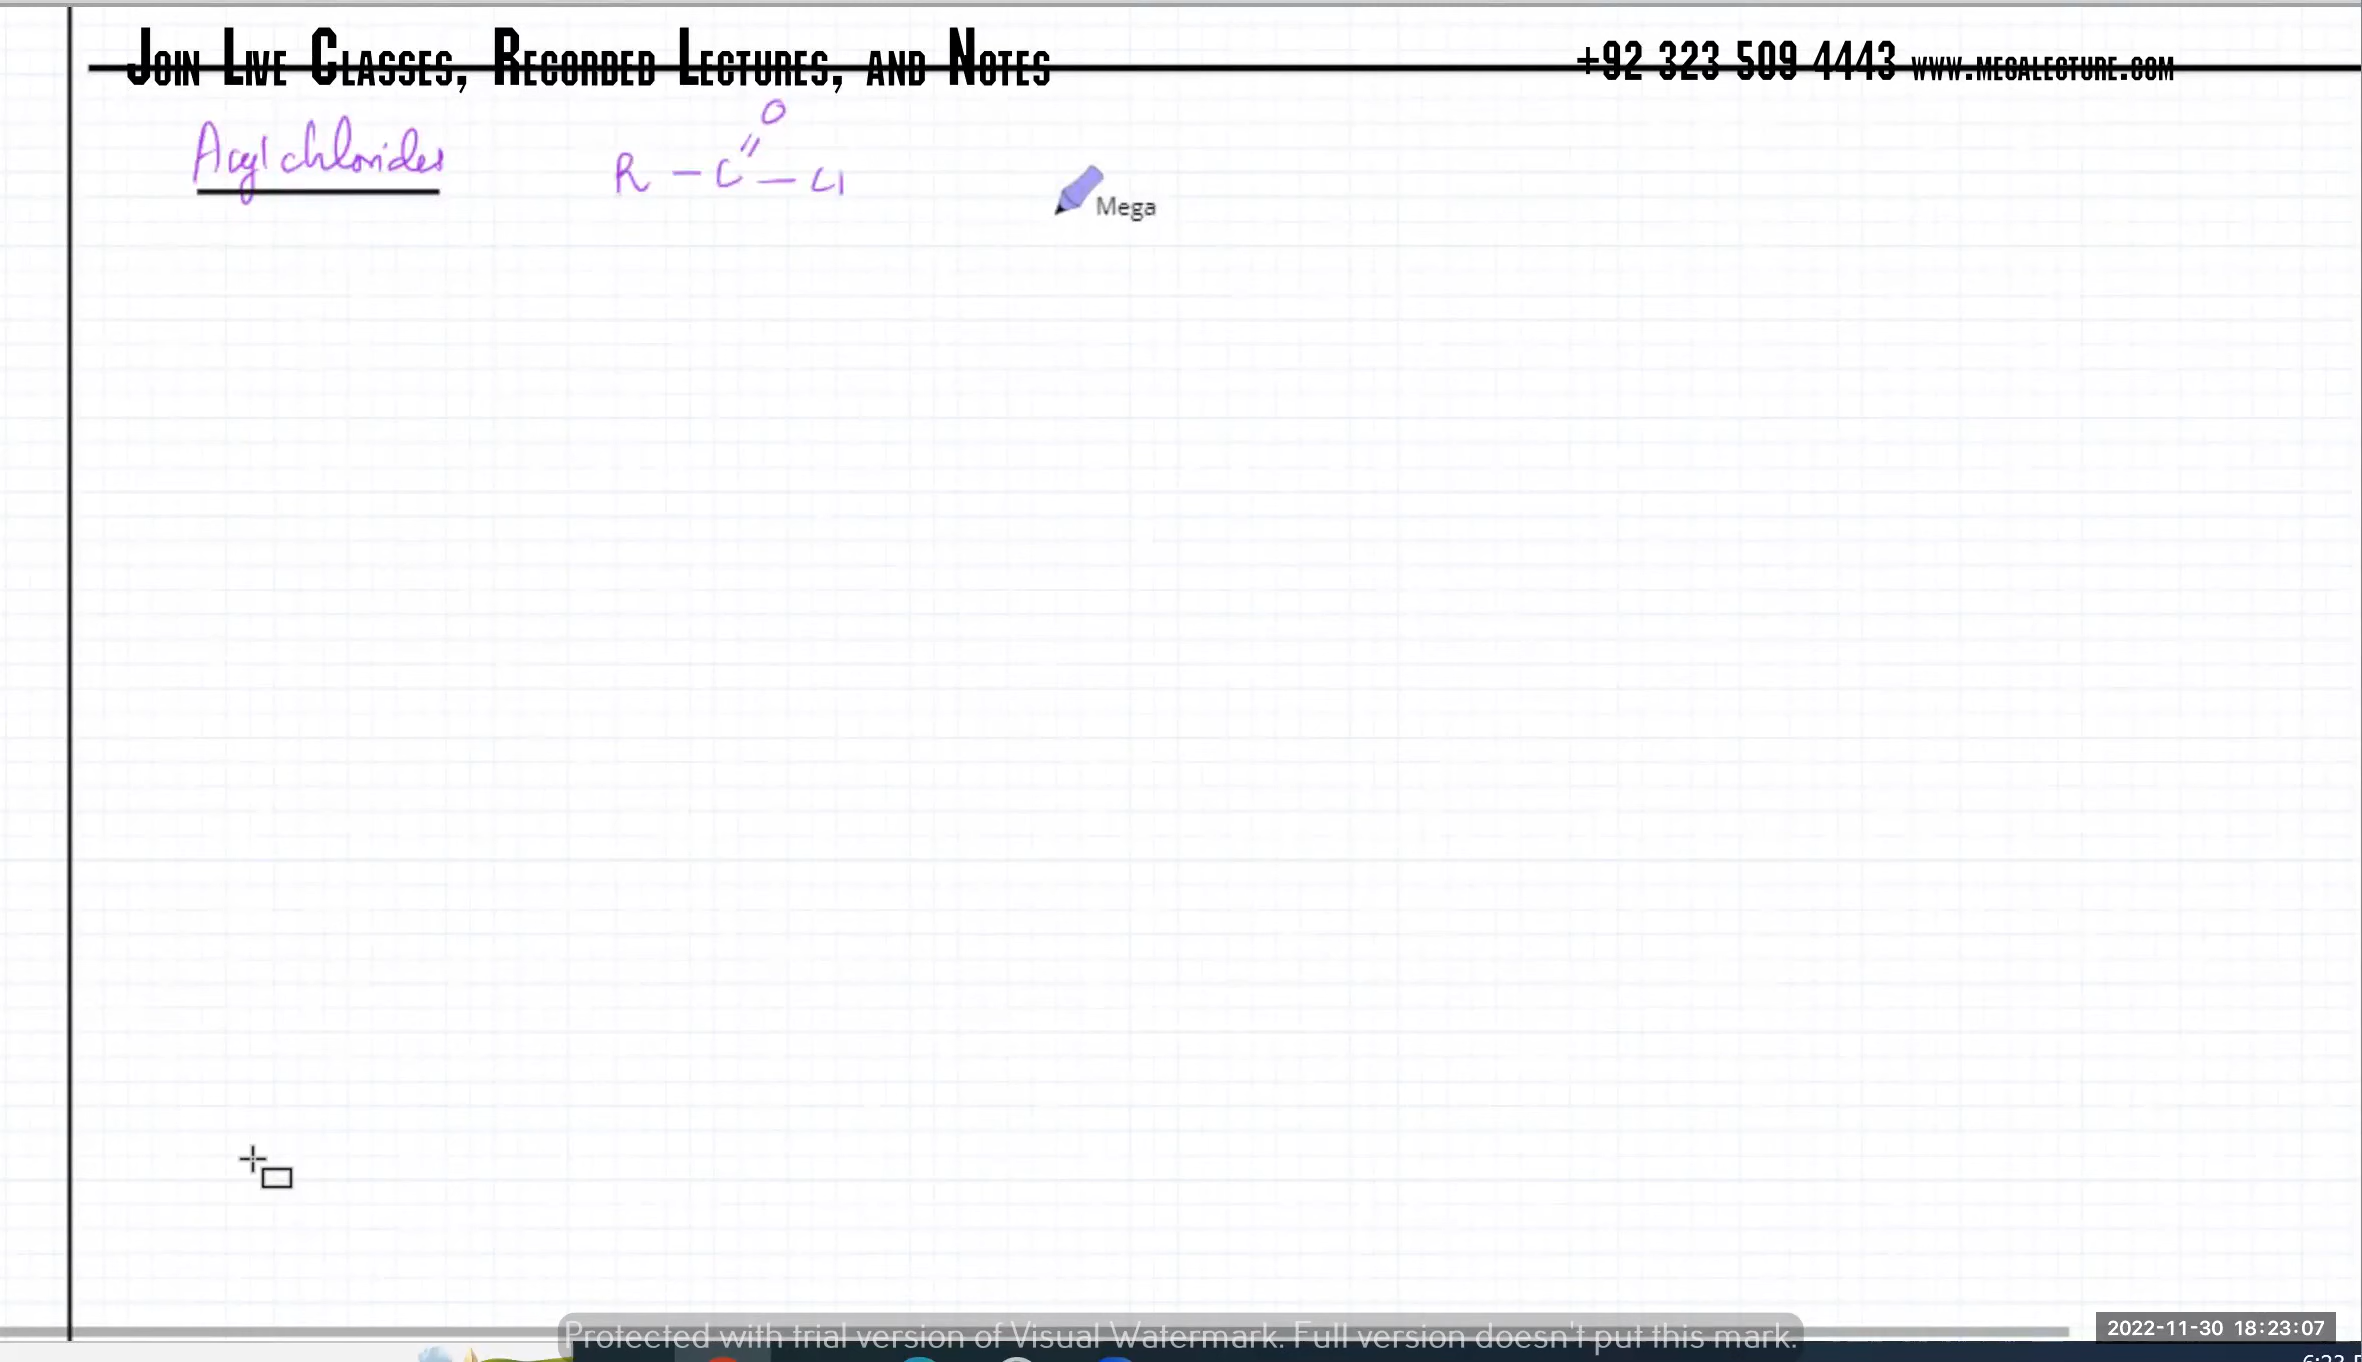 Join Live Classes, Recorded Lectures, and Notes
+92 323 509 4443 www.megalecture.com
Acyl chlorides
O
R - C - Cl
Mega
Protected with trial version of Visual Watermark. Full version doesn't put this mark.
2022-11-30 18:23:07